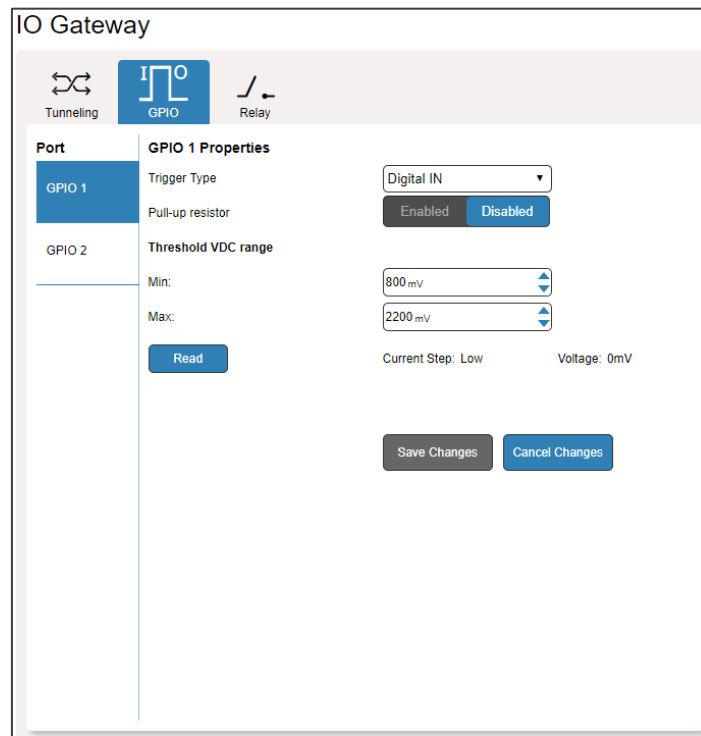 IO Gateway
I O
Tunneling GPIO Relay
Port
GPIO 1
GPIO 2
GPIO 1 Properties
Trigger Type Digital IN
Pull-up resistor Enabled Disabled
Threshold VDC range
Min: 800 mV
Max: 2200 mV
Read Current Step: Low Voltage: 0mV
Save Changes Cancel Changes